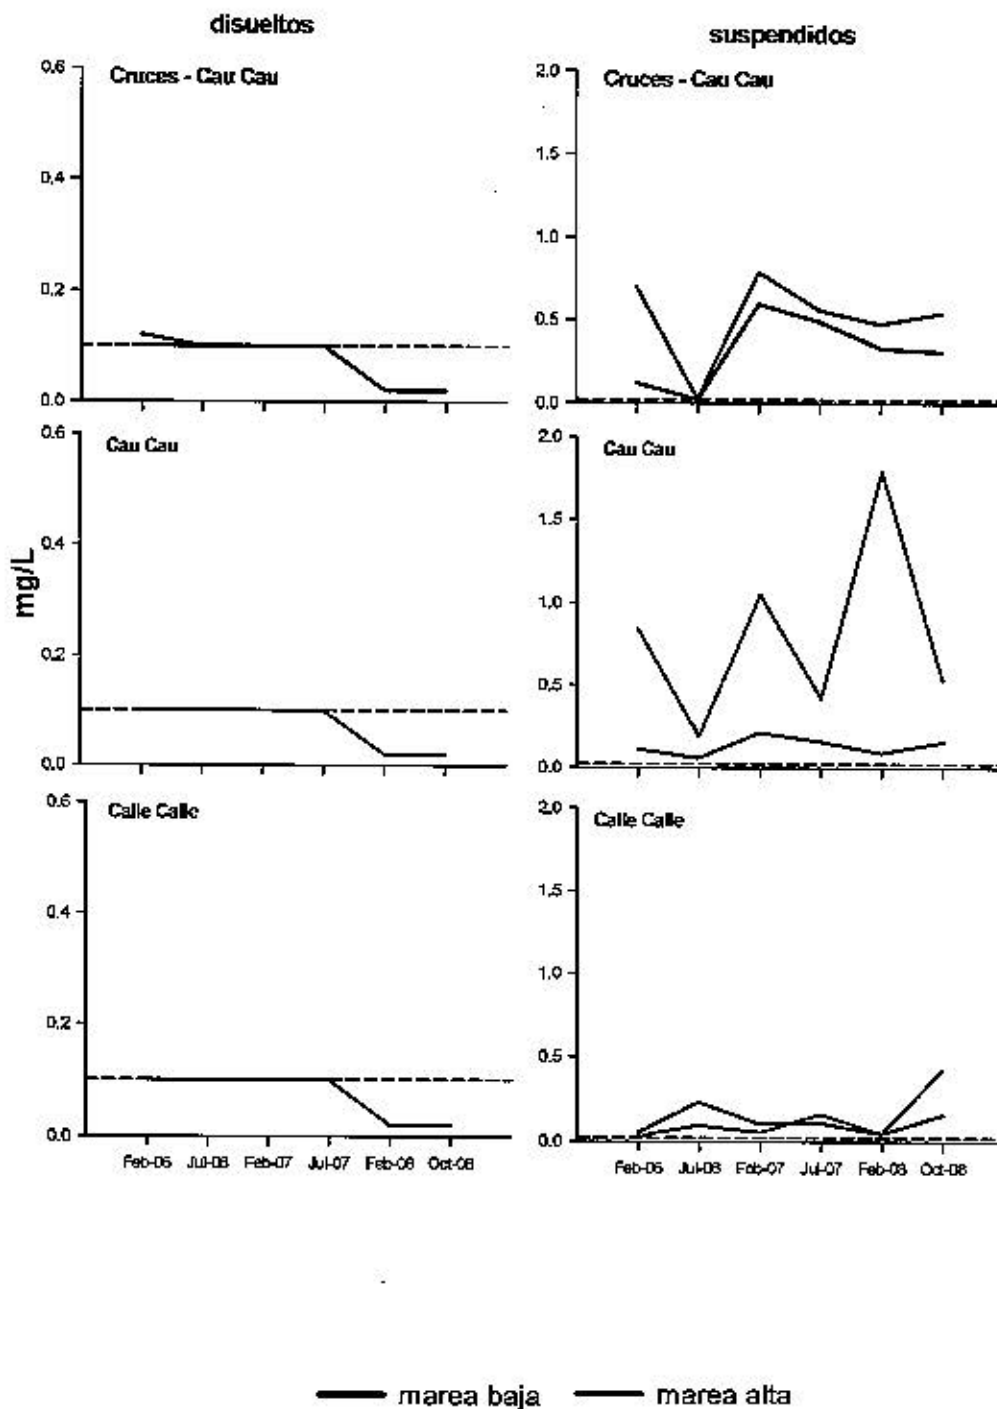 disueltos
suspendidos
0.6
0.4
0.2
0.0
Cruces - Cau Cau
2.0
1.5
1.0
0.5
0.0
Cruces - Cau Cau
mg/L
0.6
0.4
0.2
0.0
Cau Cau
2.0
1.5
1.0
0.5
0.0
Cau Cau
0.6
0.4
0.2
0.0
Calle Calle
Feb-06 Jul-06 Feb-07 Jul-07 Feb-08 Oct-08
2.0
1.5
1.0
0.5
0.0
Calle Calle
Feb-06 Jul-06 Feb-07 Jul-07 Feb-08 Oct-08
marea baja marea alta